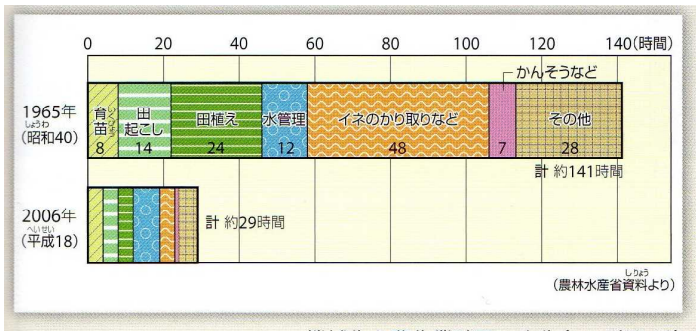 0 20 40 60 80 100 120 140(時間)
かんそうなど
1965年
しょうわ
(昭和40)
いくびょう
育苗
8
田起こし
14
田植え
24
水管理
12
イネのかり取りなど
48
7
その他
28
計 約141時間
2006年
へいせい
(平成18)
計 約29時間
しりょう
(農林水産省資料より)